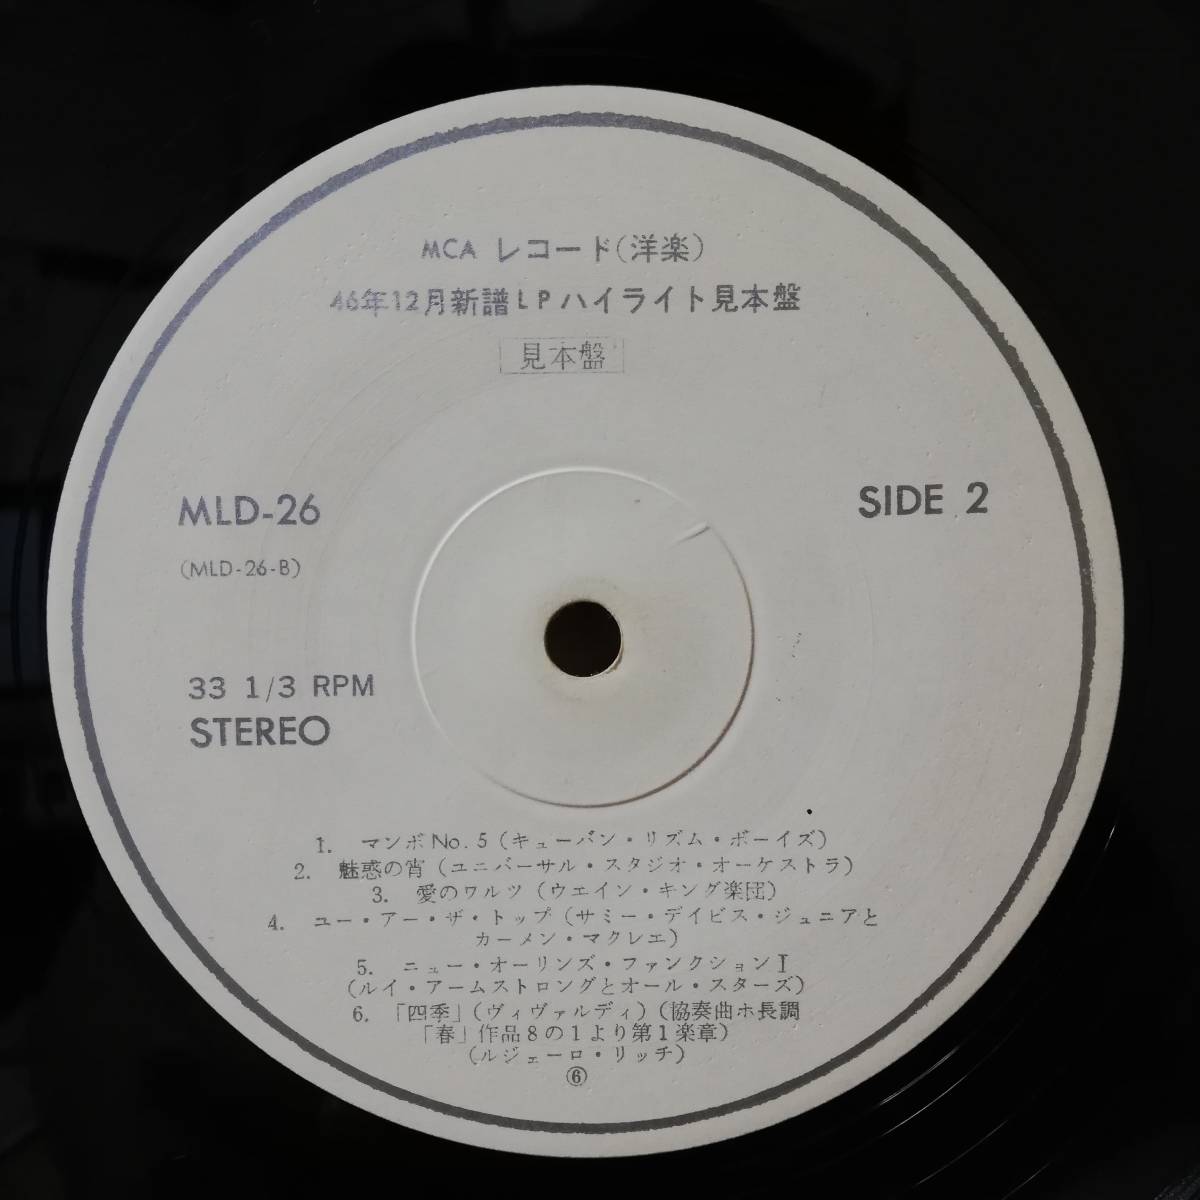 MCA レコード(洋楽)
46年12月新譜LPハイライト見本盤
見本盤
MLD-26
SIDE 2
(MLD-26-B)
33 1/3 RPM
STEREO
1. マンボNo.5(キューバン・リズム・ボーイズ)
2. 魅惑の宵(ユニバーサル・スタジオ・オーケストラ)
3. 愛のワルツ(ウエイン・キング楽団)
4. ユー・アー・ザ・トップ(サミー・デイビス・ジュニアと
カーメン・マクレエ)
5. ニュー・オーリンズ・ファンクションI
(ルイ・アームストロングとオール・スターズ)
6. 「四季」(ヴィヴァルディ)(協奏曲ホ長調
「春」作品8の1より第1楽章)
(ルジェーロ・リッチ)
⑥